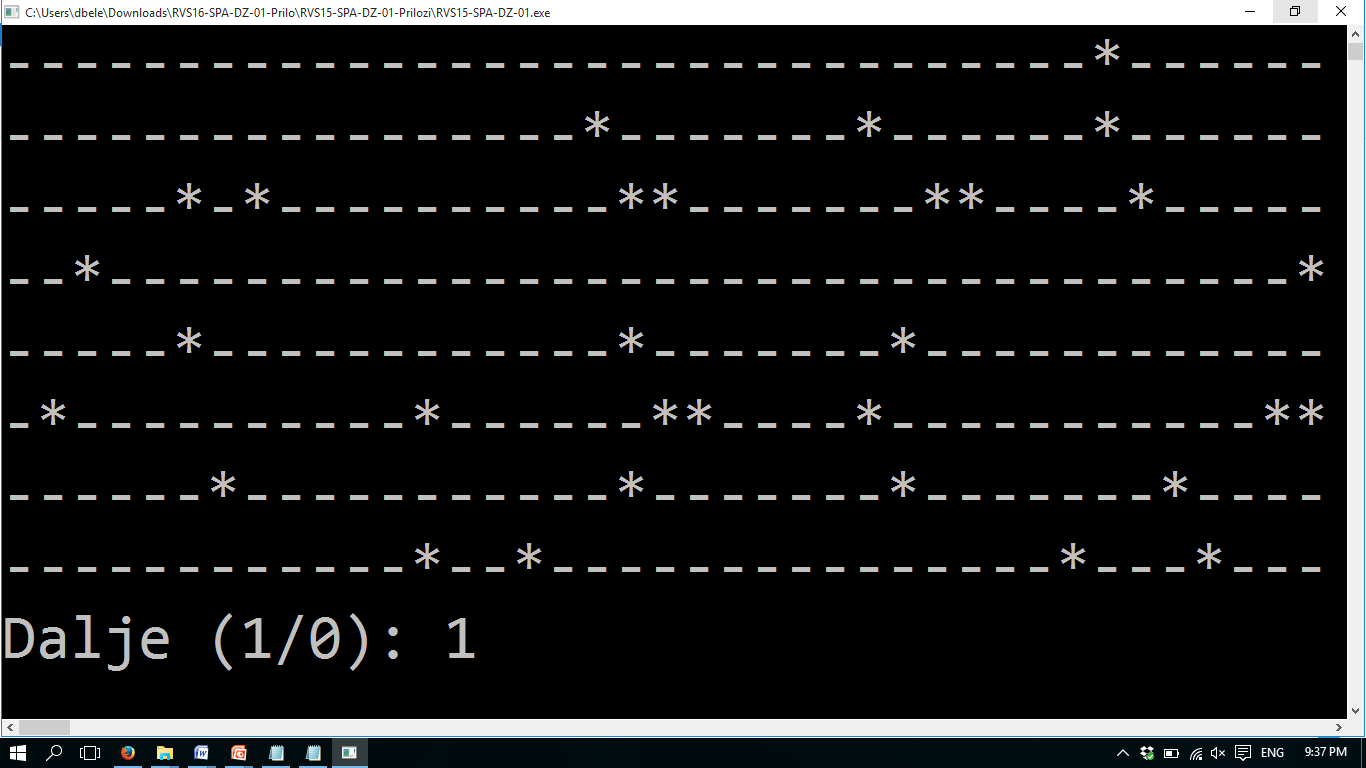 C:\Users\dbele\Downloads\RVS16-SPA-DZ-01-Prilo\RVS15-SPA-DZ-01-Prilozi\RVS15-SPA-DZ-01.exe
--------------------------------*------
-----------------*-------*------*------
-----*-*----------**-------**----*-----
--*-----------------------------------*
-----*------------*-------*------------
-*----------*------**----*-----------**
------*-----------*-------*-------*----
------------*--*---------------*---*---
Dalje (1/0): 1
ENG 9:37 PM